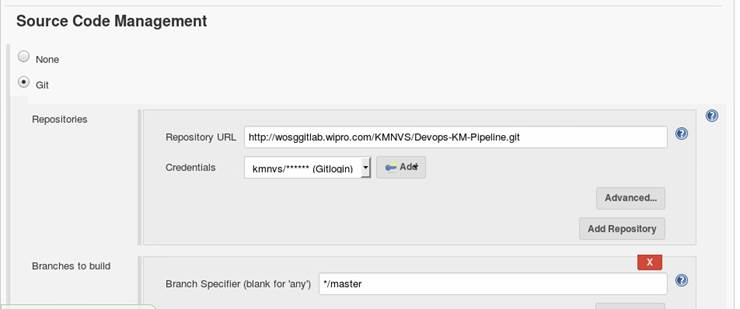 Source Code Management
None
Git
Repositories
Repository URL http://wosggitlab.wipro.com/KMNVS/Devops-KM-Pipeline.git
Credentials kmnvs/****** (Gitlogin) Add
Advanced...
Add Repository
Branches to build
X
Branch Specifier (blank for 'any') */master